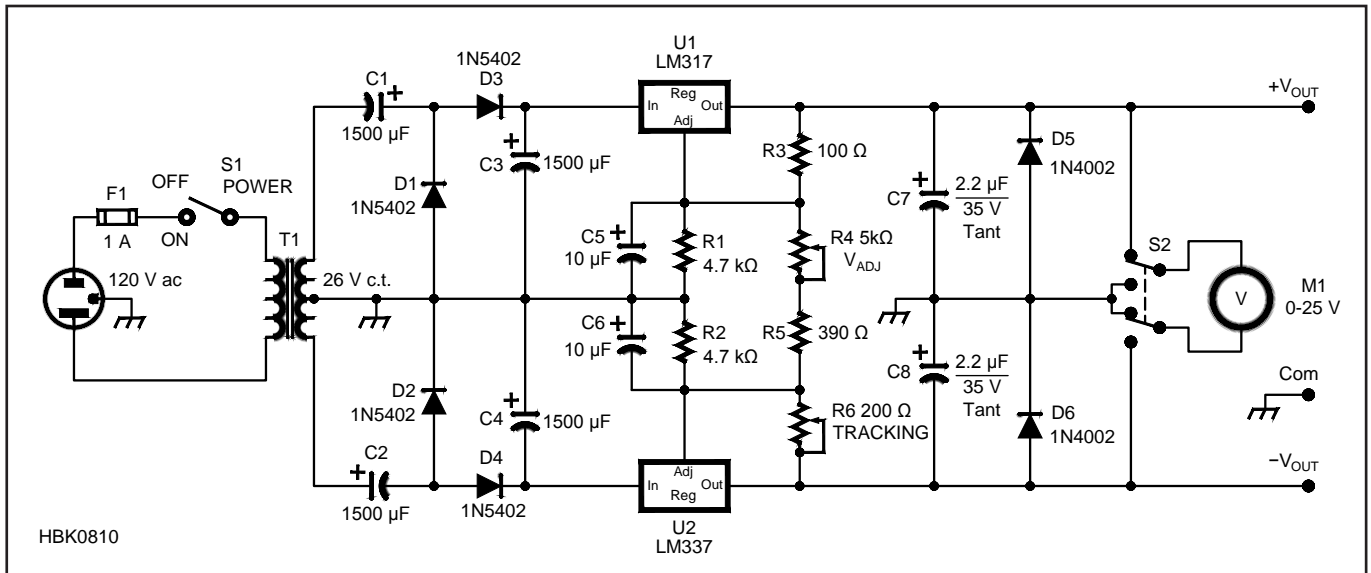 U1
LM317
Reg
In
Out
Adj
1N5402
D3
C1
+
1500 µF
+VOUT
R3
100 Ω
D5
1N4002
+
C3
1500 µF
D1
1N5402
+
C7
2.2 µF
35 V
Tant
S1
POWER
OFF
ON
F1
1 A
T1
120 V ac
26 V c.t.
+
C5
10 µF
R1
4.7 kΩ
R4 5kΩ
VADJ
S2
V
M1
0-25 V
+
C6
10 µF
R2
4.7 kΩ
R5
390 Ω
+
C8
2.2 µF
35 V
Tant
Com
D2
1N5402
+
C4
1500 µF
R6 200 Ω
TRACKING
D6
1N4002
C2
+
1500 µF
D4
1N5402
Adj
In
Out
Reg
U2
LM337
−VOUT
HBK0810